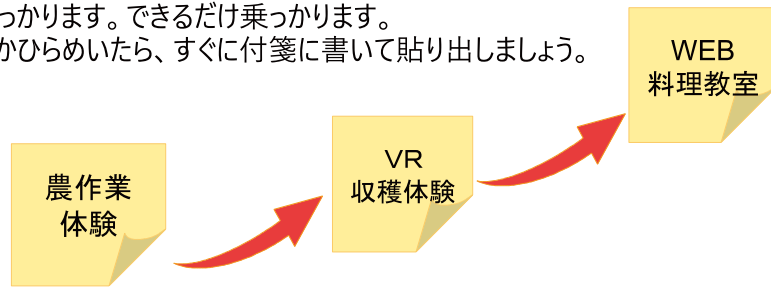 っかります。できるだけ乗っかります。
かひらめいたら、すぐに付箋に書いて貼り出しましょう。
WEB
料理教室
VR
収穫体験
農作業
体験